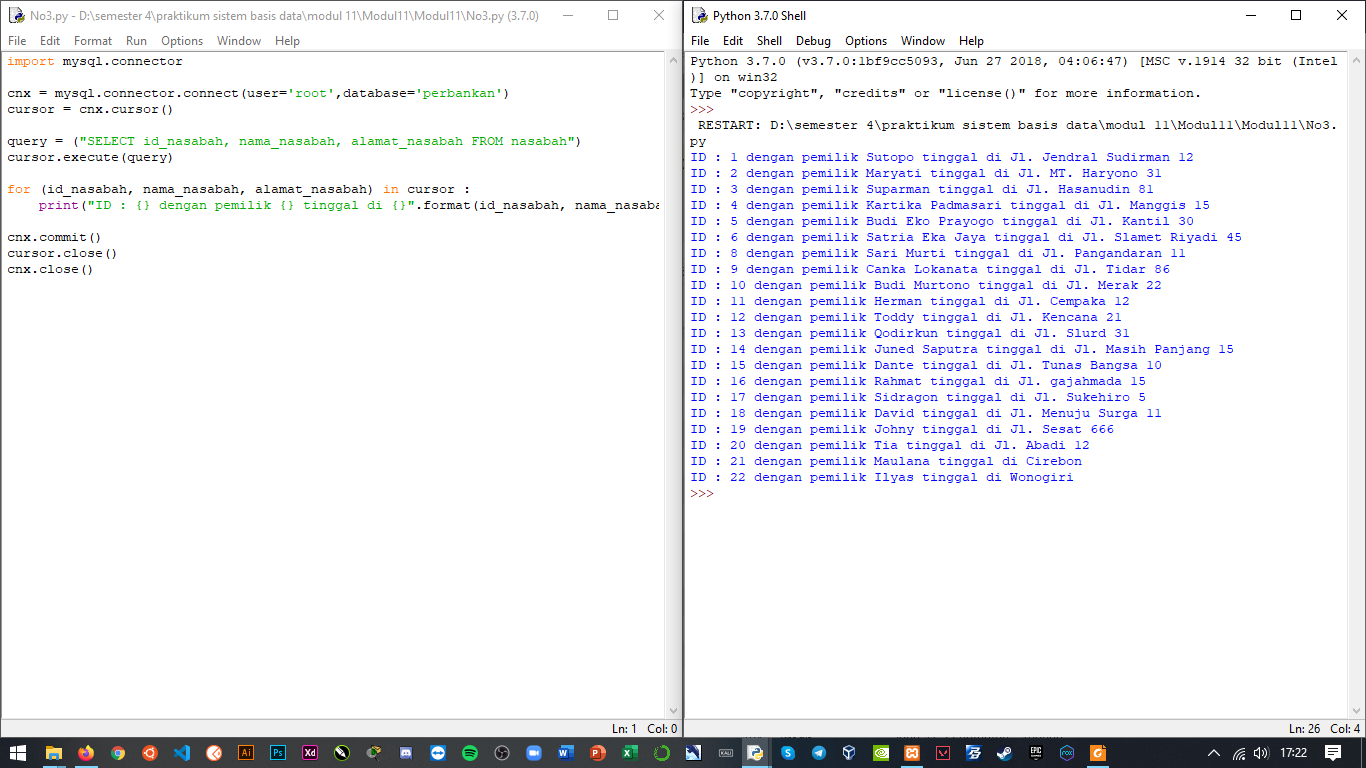 No3.py - D:\semester 4\praktikum sistem basis data\modul 11\Modul11\Modul11\No3.py (3.7.0)
File Edit Format Run Options Window Help
import mysql.connector
cnx = mysql.connector.connect(user='root',database='perbankan')
cursor = cnx.cursor()
query = ("SELECT id_nasabah, nama_nasabah, alamat_nasabah FROM nasabah")
cursor.execute(query)
for (id_nasabah, nama_nasabah, alamat_nasabah) in cursor :
    print("ID : {} dengan pemilik {} tinggal di {}".format(id_nasabah, nama_nasaba
cnx.commit()
cursor.close()
cnx.close()
Ln: 1 Col: 0
Python 3.7.0 Shell
File Edit Shell Debug Options Window Help
Python 3.7.0 (v3.7.0:1bf9cc5093, Jun 27 2018, 04:06:47) [MSC v.1914 32 bit (Intel
)] on win32
Type "copyright", "credits" or "license()" for more information.
>>>
 RESTART: D:\semester 4\praktikum sistem basis data\modul 11\Modul11\Modul11\No3.
py
ID : 1 dengan pemilik Sutopo tinggal di Jl. Jendral Sudirman 12
ID : 2 dengan pemilik Maryati tinggal di Jl. MT. Haryono 31
ID : 3 dengan pemilik Suparman tinggal di Jl. Hasanudin 81
ID : 4 dengan pemilik Kartika Padmasari tinggal di Jl. Manggis 15
ID : 5 dengan pemilik Budi Eko Prayogo tinggal di Jl. Kantil 30
ID : 6 dengan pemilik Satria Eka Jaya tinggal di Jl. Slamet Riyadi 45
ID : 8 dengan pemilik Sari Murti tinggal di Jl. Pangandaran 11
ID : 9 dengan pemilik Canka Lokanata tinggal di Jl. Tidar 86
ID : 10 dengan pemilik Budi Murtono tinggal di Jl. Merak 22
ID : 11 dengan pemilik Herman tinggal di Jl. Cempaka 12
ID : 12 dengan pemilik Toddy tinggal di Jl. Kencana 21
ID : 13 dengan pemilik Qodirkun tinggal di Jl. Slurd 31
ID : 14 dengan pemilik Juned Saputra tinggal di Jl. Masih Panjang 15
ID : 15 dengan pemilik Dante tinggal di Jl. Tunas Bangsa 10
ID : 16 dengan pemilik Rahmat tinggal di Jl. gajahmada 15
ID : 17 dengan pemilik Sidragon tinggal di Jl. Sukehiro 5
ID : 18 dengan pemilik David tinggal di Jl. Menuju Surga 11
ID : 19 dengan pemilik Johny tinggal di Jl. Sesat 666
ID : 20 dengan pemilik Tia tinggal di Jl. Abadi 12
ID : 21 dengan pemilik Maulana tinggal di Cirebon
ID : 22 dengan pemilik Ilyas tinggal di Wonogiri
>>>
Ln: 26 Col: 4
Ai Ps Xd KALI EPIC
17:22